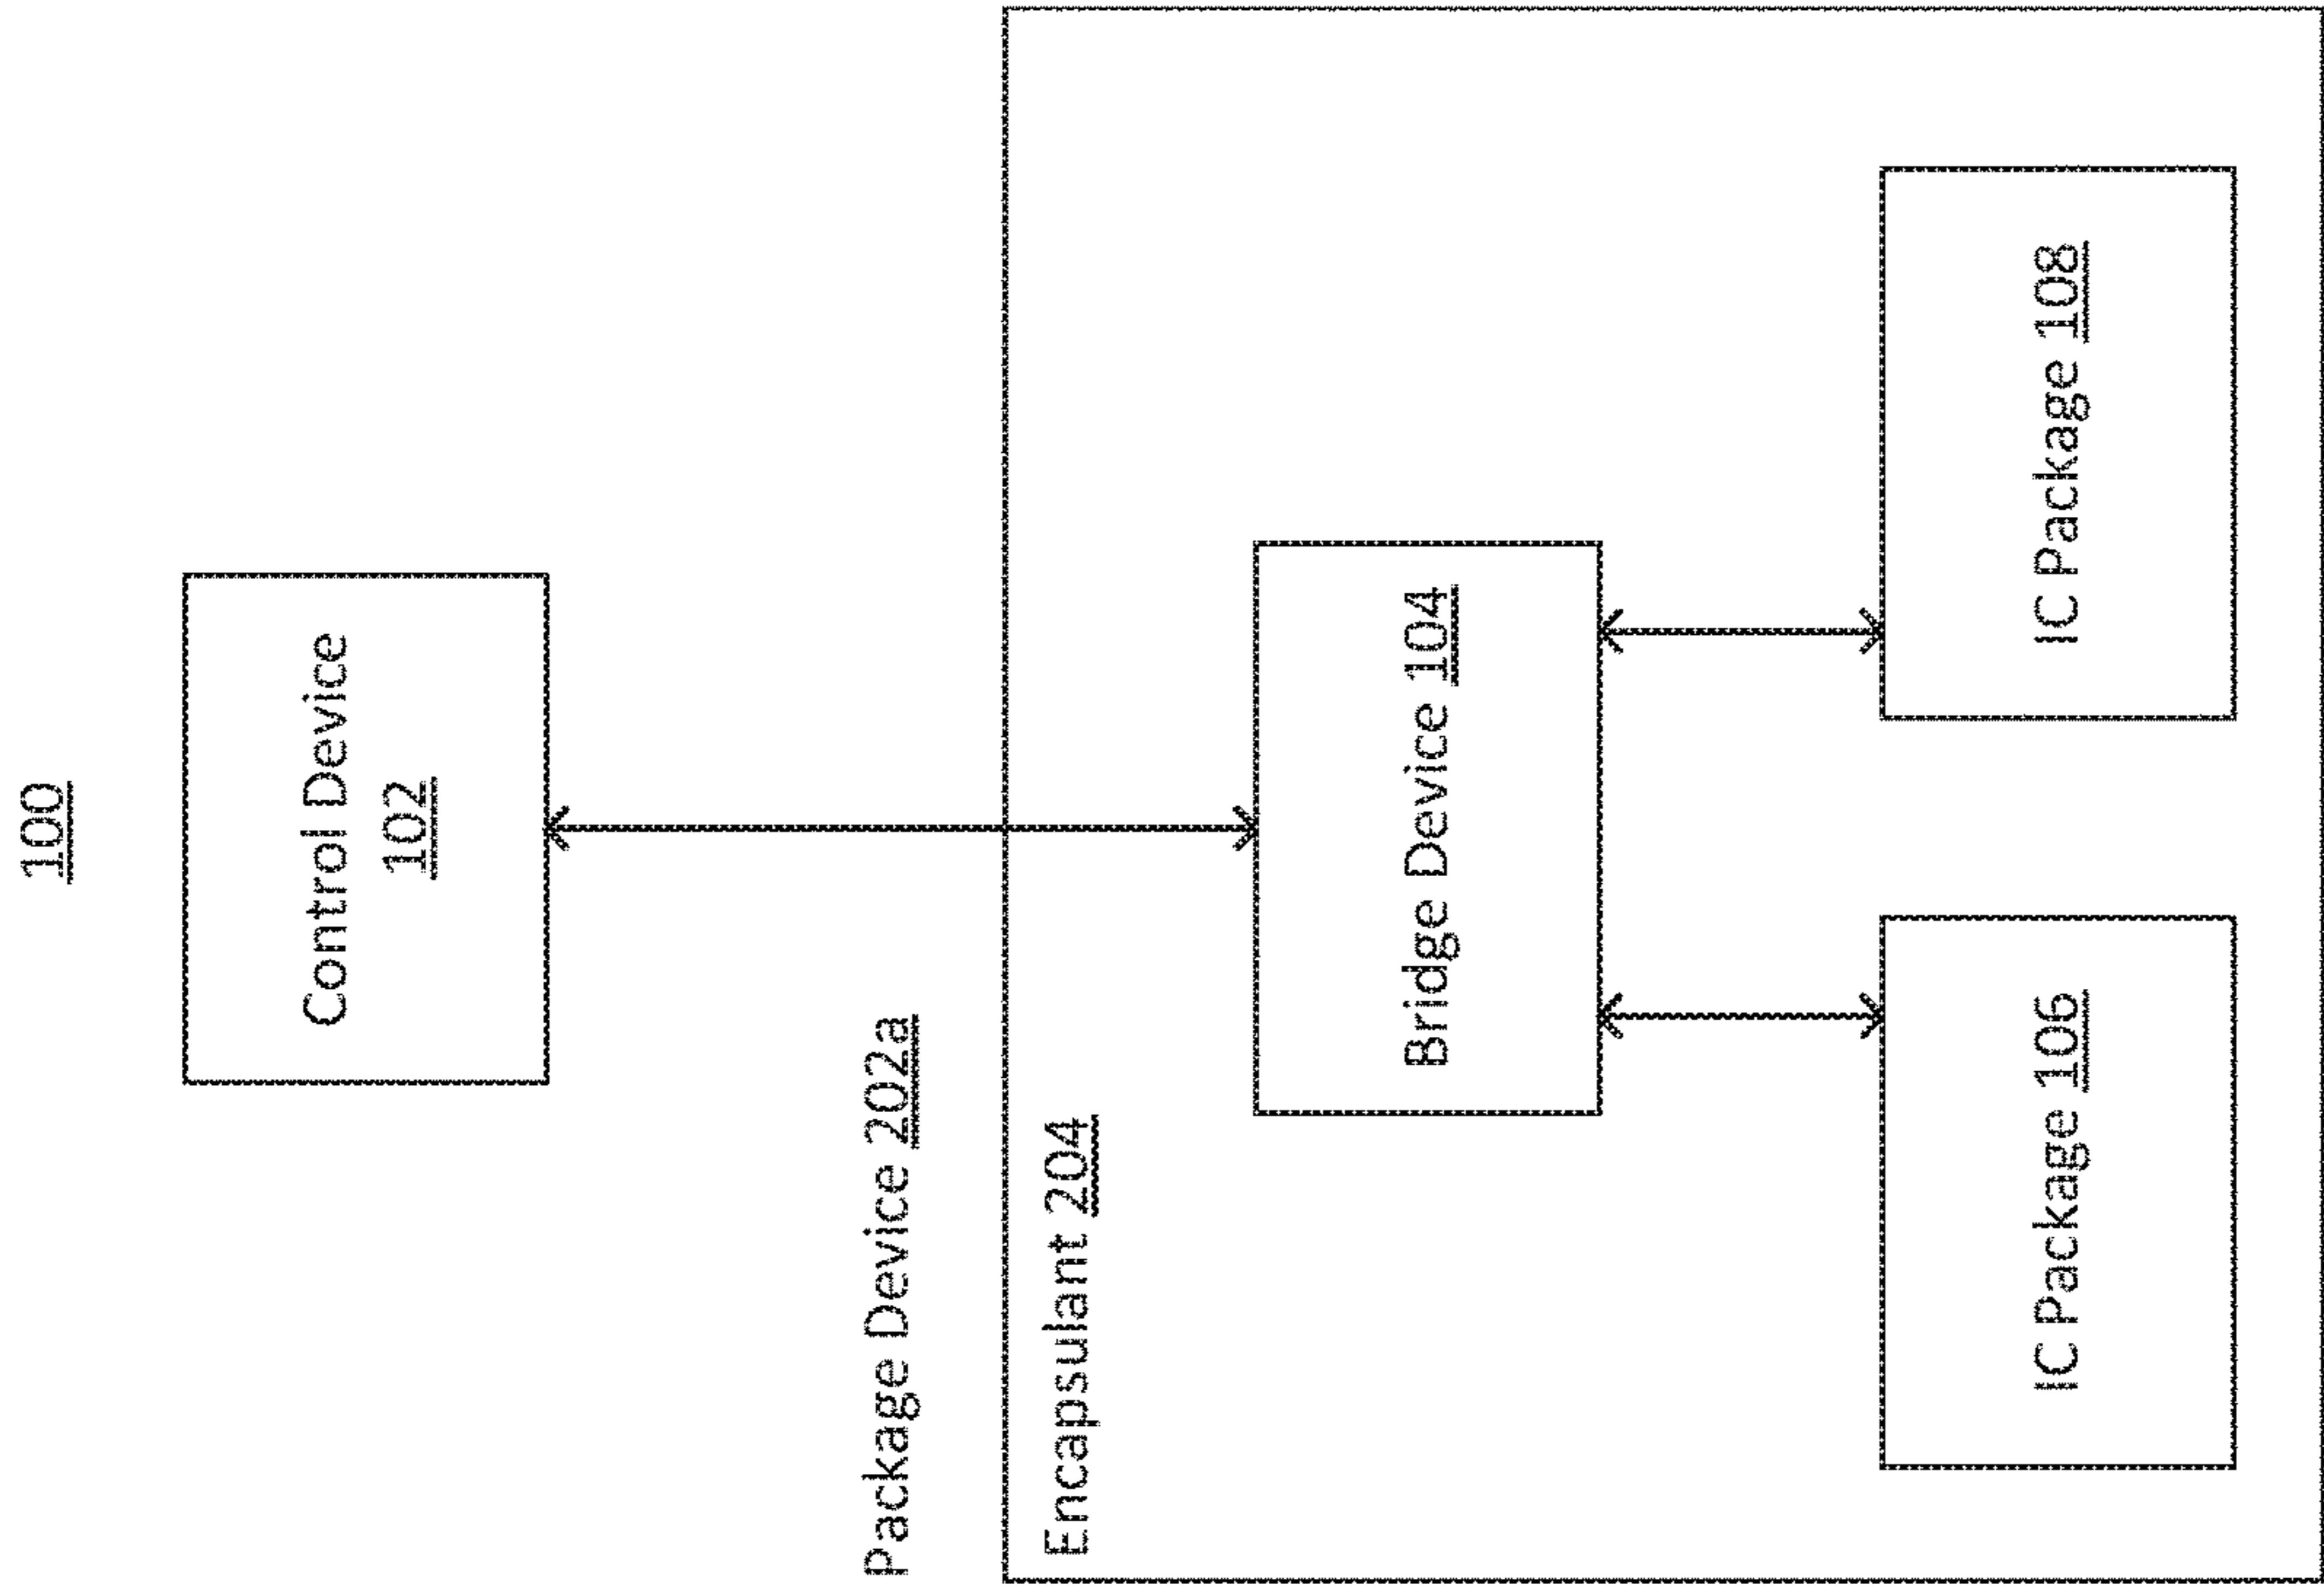 100
Control Device
102
Package Device 202a
Encapsulant 204
Bridge Device 104
IC Package 106
IC Package 108